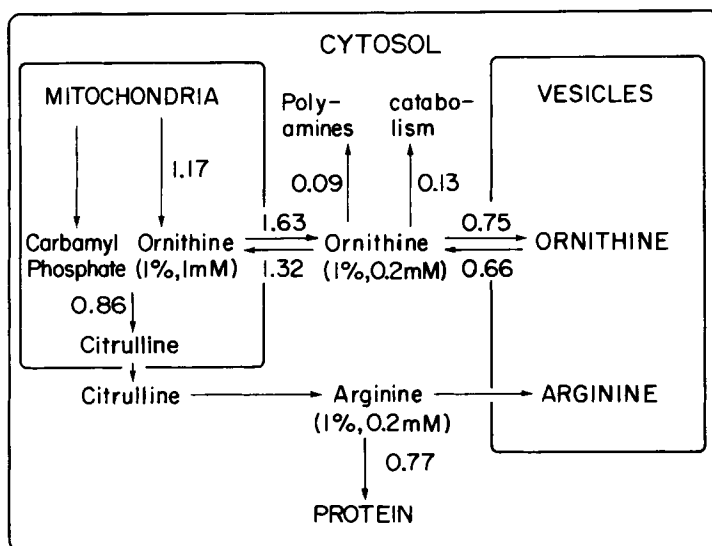 CYTOSOL
MITOCHONDRIA
Poly-
amines
catabo-
lism
VESICLES
1.17
0.09
0.13
Carbamyl
Phosphate
Ornithine
(1%,1mM)
1.63
1.32
Ornithine
(1%,0.2mM)
0.75
0.66
ORNITHINE
0.86
Citrulline
Citrulline
Arginine
(1%,0.2mM)
ARGININE
0.77
PROTEIN